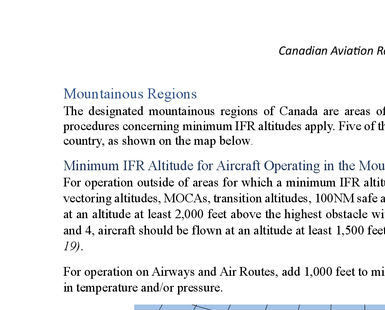 Canadian Aviation
Mountainous Regions
The designated mountainous regions of Canada are areas of
procedures concerning minimum IFR altitudes apply. Five of
country, as shown on the map below.
Minimum IFR Altitude for Aircraft Operating in the
For operation outside of areas for which a minimum IFR
vectoring altitudes, MOCAs, transition altitudes, 100NM safe
at an altitude at least 2,000 feet above the highest obstacle
and 4, aircraft should be flown at an altitude at least 1,500 feet
19).
For operation on Airways and Air Routes, add 1,000 feet to
in temperature and/or pressure.